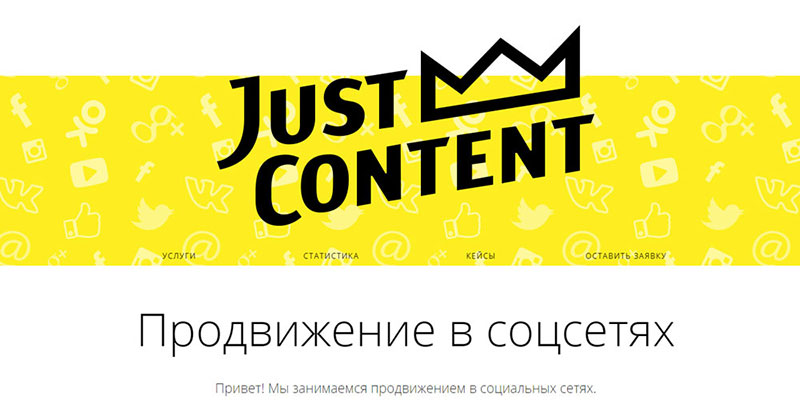 JUST
CONTENT
УСЛУГИ СТАТИСТИКА КЕЙСЫ ОСТАВИТЬ ЗАЯВКУ
Продвижение в соцсетях
Привет! Мы занимаемся продвижением в социальных сетях.